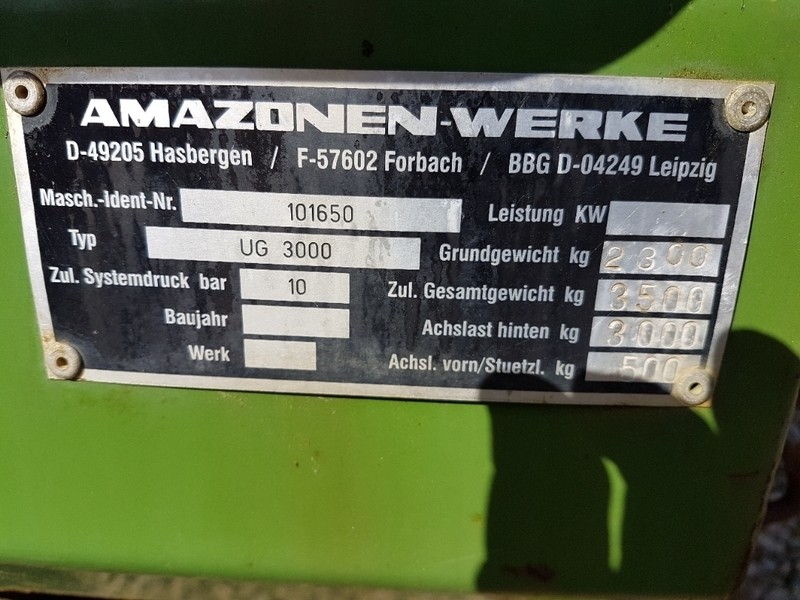 AMAZONEN-WERKE
D-49205 Hasbergen / F-57602 Forbach / BBG D-04249 Leipzig
Masch.-Ident-Nr. 101650 Leistung KW
Typ UG 3000 Grundgewicht kg 2300
Zul. Systemdruck bar 10 Zul. Gesamtgewicht kg 3500
Baujahr Achslast hinten kg 3000
Werk Achsl. vorn/Stuetzl. kg 500